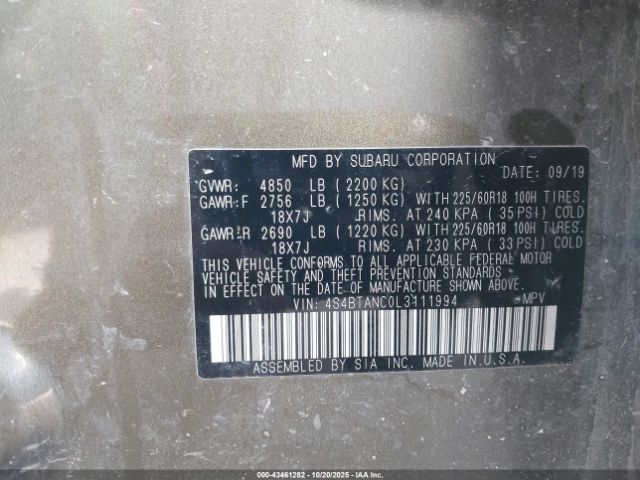 MFD BY SUBARU CORPORATION
DATE: 09/19
GVWR: 4850 LB (2200 KG)
GAWR:F 2756 LB (1250 KG) WITH 225/60R18 100H TIRES.
18X7J RIMS. AT 240 KPA (35 PSI) COLD
GAWR:R 2690 LB (1220 KG) WITH 225/60R18 100H TIRES.
18X7J RIMS. AT 230 KPA (33 PSI) COLD
THIS VEHICLE CONFORMS TO ALL APPLICABLE FEDERAL MOTOR
VEHICLE SAFETY AND THEFT PREVENTION STANDARDS
IN EFFECT ON THE DATE OF MANUFACTURE SHOWN ABOVE.
VIN: 4S4BTANC0L3111994 MPV
ASSEMBLED BY SIA INC. MADE IN U.S.A.
000-43461282 - 10/20/2025 - IAAI.com